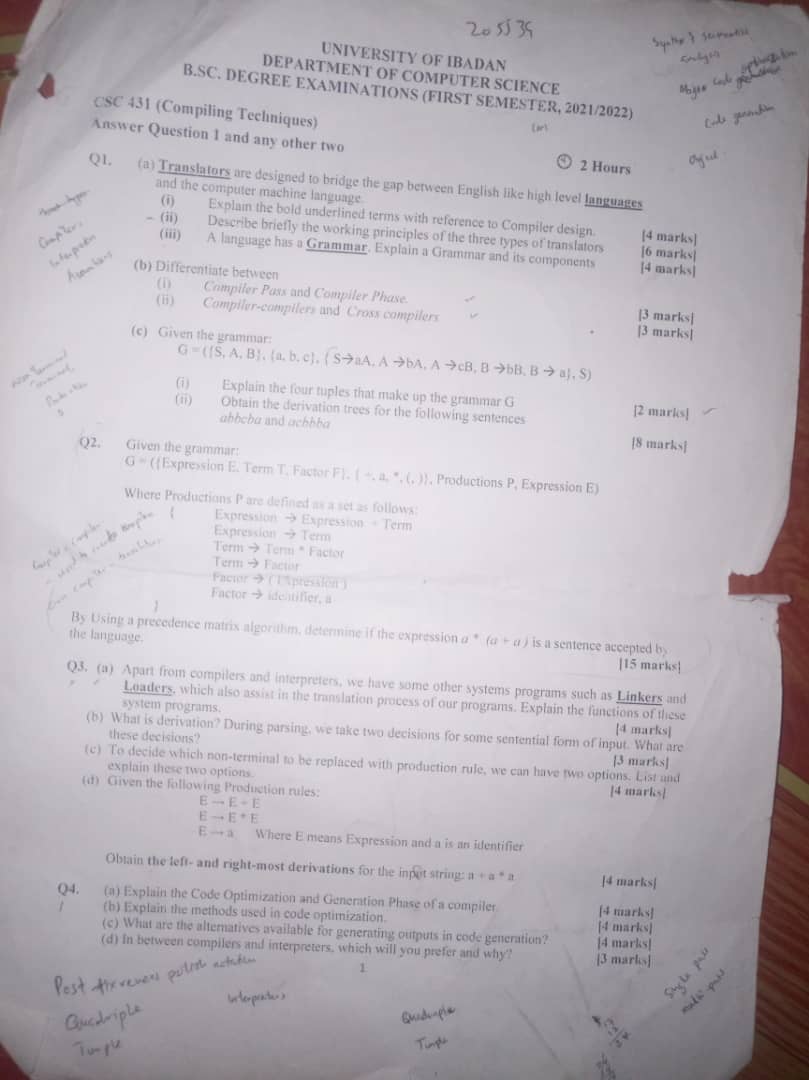 205535
UNIVERSITY OF IBADAN
DEPARTMENT OF COMPUTER SCIENCE
B.SC. DEGREE EXAMINATIONS (FIRST SEMESTER, 2021/2022)
CSC 431 (Compiling Techniques)
Answer Question 1 and any other two
2 Hours
Code generation
Q1. (a) Translators are designed to bridge the gap between English like high level languages
and the computer machine language.
(i) Explain the bold underlined terms with reference to Compiler design. [4 marks]
(ii) Describe briefly the working principles of the three types of translators [6 marks]
(iii) A language has a Grammar. Explain a Grammar and its components [4 marks]
Compilers
Interpreters
Assemblers
(b) Differentiate between
(i) Compiler Pass and Compiler Phase. [3 marks]
(ii) Compiler-compilers and Cross compilers [3 marks]
(c) Given the grammar:
G = ({S, A, B}, {a, b, c}, { S→aA, A →bA, A →cB, B →bB, B → a}, S)
(i) Explain the four tuples that make up the grammar G [2 marks]
(ii) Obtain the derivation trees for the following sentences
abbcba and acbbba [8 marks]
Q2. Given the grammar:
G = ({Expression E, Term T, Factor F}, { +, a, *, (, )}, Productions P, Expression E)
Where Productions P are defined as a set as follows:
{ Expression → Expression + Term
Expression → Term
Term → Term * Factor
Term → Factor
Factor → ( Expression )
Factor → identifier, a
}
By Using a precedence matrix algorithm, determine if the expression a * (a + a) is a sentence accepted by
the language. [15 marks]
Q3. (a) Apart from compilers and interpreters, we have some other systems programs such as Linkers and
Loaders, which also assist in the translation process of our programs. Explain the functions of these
system programs. [4 marks]
(b) What is derivation? During parsing, we take two decisions for some sentential form of input. What are
these decisions? [3 marks]
(c) To decide which non-terminal to be replaced with production rule, we can have two options. List and
explain these two options. [4 marks]
(d) Given the following Production rules:
E → E + E
E → E * E
E → a Where E means Expression and a is an identifier
Obtain the left- and right-most derivations for the input string: a + a * a [4 marks]
Q4. (a) Explain the Code Optimization and Generation Phase of a compiler. [4 marks]
(b) Explain the methods used in code optimization. [4 marks]
(c) What are the alternatives available for generating outputs in code generation? [4 marks]
(d) In between compilers and interpreters, which will you prefer and why? [3 marks]
1
Interpreters
Quadruple
Tuple
Single pass
multi-pass